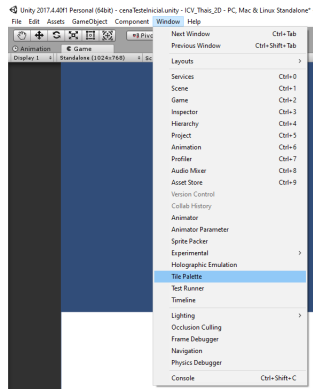 Unity 2017.4.40f1 Personal (64bit) - cenaTesteInicial.unity - ICV_Thais_2D - PC, Mac & Linux Standalone*
File Edit Assets GameObject Component Window Help
Pivo
Animation Game
Display 1 Standalone (1024x768) Sc
Next Window Ctrl+Tab
Previous Window Ctrl+Shift+Tab
Layouts
Services Ctrl+0
Scene Ctrl+1
Game Ctrl+2
Inspector Ctrl+3
Hierarchy Ctrl+4
Project Ctrl+5
Animation Ctrl+6
Profiler Ctrl+7
Audio Mixer Ctrl+8
Asset Store Ctrl+9
Version Control
Collab History
Animator
Animator Parameter
Sprite Packer
Experimental
Holographic Emulation
Tile Palette
Test Runner
Timeline
Lighting
Occlusion Culling
Frame Debugger
Navigation
Physics Debugger
Console Ctrl+Shift+C